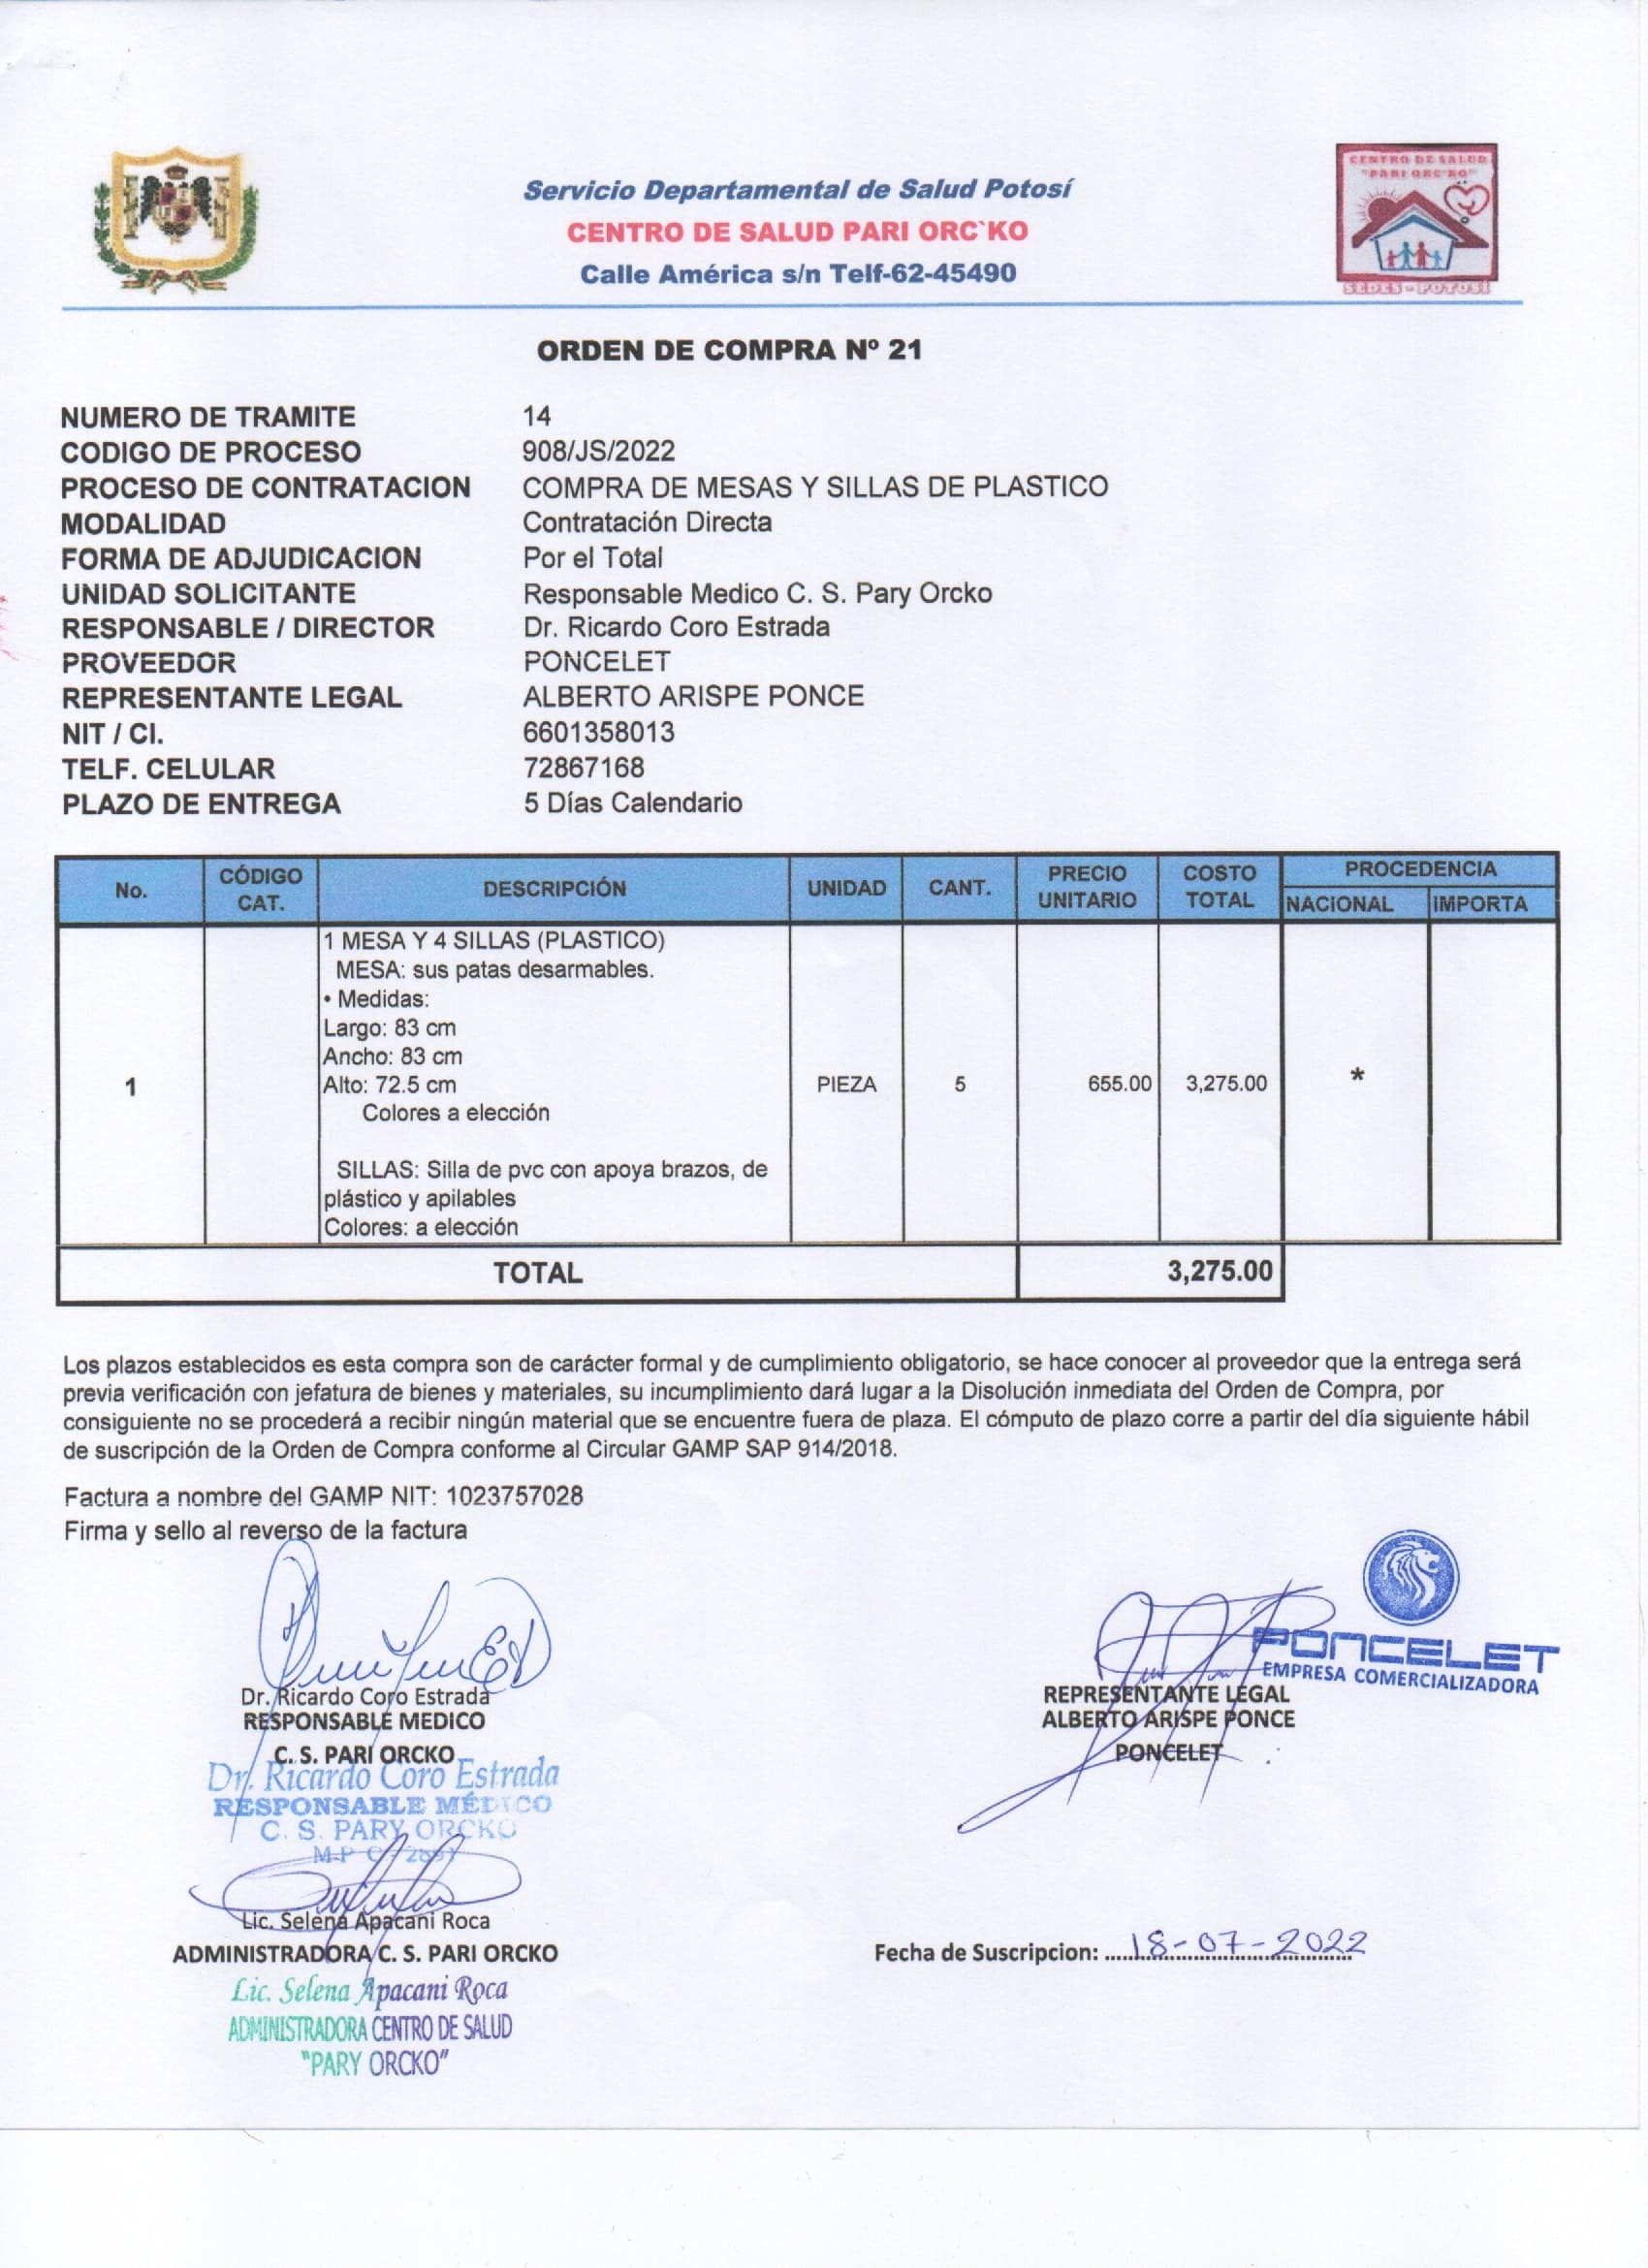 CENTRO DE SALUD
"PARI ORC'KO"
SEDES - POTOSÍ
Servicio Departamental de Salud Potosí
CENTRO DE SALUD PARI ORC`KO
Calle América s/n Telf-62-45490
ORDEN DE COMPRA Nº 21
NUMERO DE TRAMITE 14
CODIGO DE PROCESO 908/JS/2022
PROCESO DE CONTRATACION COMPRA DE MESAS Y SILLAS DE PLASTICO
MODALIDAD Contratación Directa
FORMA DE ADJUDICACION Por el Total
UNIDAD SOLICITANTE Responsable Medico C. S. Pary Orcko
RESPONSABLE / DIRECTOR Dr. Ricardo Coro Estrada
PROVEEDOR PONCELET
REPRESENTANTE LEGAL ALBERTO ARISPE PONCE
NIT / CI. 6601358013
TELF. CELULAR 72867168
PLAZO DE ENTREGA 5 Días Calendario
No. CÓDIGO CAT. DESCRIPCIÓN UNIDAD CANT. PRECIO UNITARIO COSTO TOTAL PROCEDENCIA
NACIONAL IMPORTA
1 MESA Y 4 SILLAS (PLASTICO)
MESA: sus patas desarmables.
• Medidas:
Largo: 83 cm
Ancho: 83 cm
1 Alto: 72.5 cm PIEZA 5 655.00 3,275.00 *
Colores a elección
SILLAS: Silla de pvc con apoya brazos, de
plástico y apilables
Colores: a elección
TOTAL 3,275.00
Los plazos establecidos es esta compra son de carácter formal y de cumplimiento obligatorio, se hace conocer al proveedor que la entrega será
previa verificación con jefatura de bienes y materiales, su incumplimiento dará lugar a la Disolución inmediata del Orden de Compra, por
consiguiente no se procederá a recibir ningún material que se encuentre fuera de plaza. El cómputo de plazo corre a partir del día siguiente hábil
de suscripción de la Orden de Compra conforme al Circular GAMP SAP 914/2018.
Factura a nombre del GAMP NIT: 1023757028
Firma y sello al reverso de la factura
Dr. Ricardo Coro Estrada
RESPONSABLE MEDICO
C. S. PARI ORCKO
Dr. Ricardo Coro Estrada
RESPONSABLE MÉDICO
C. S. PARY ORCKO
PONCELET
EMPRESA COMERCIALIZADORA
REPRESENTANTE LEGAL
ALBERTO ARISPE PONCE
PONCELET
Lic. Selena Apacani Roca
ADMINISTRADORA C. S. PARI ORCKO
Lic. Selena Apacani Roca
ADMINISTRADORA CENTRO DE SALUD
"PARY ORCKO"
Fecha de Suscripcion: 18-07-2022